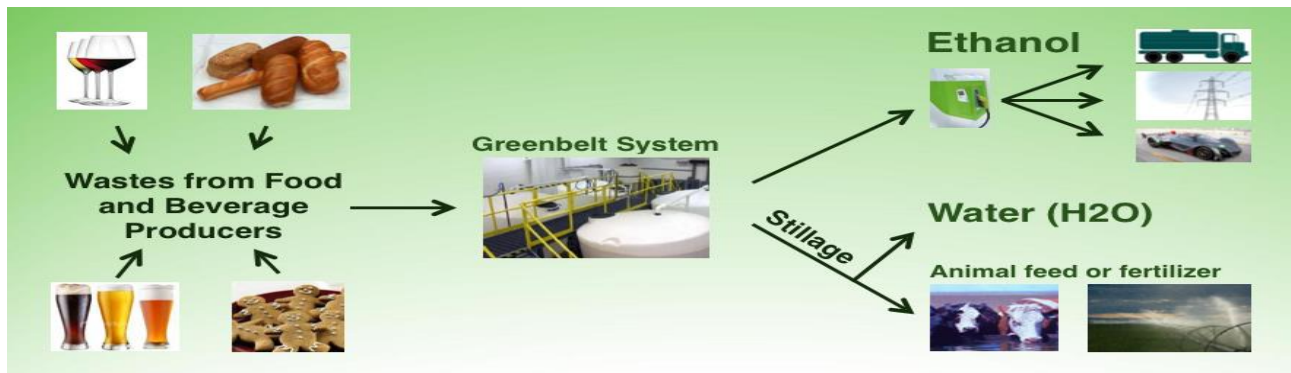 Ethanol
Greenbelt System
Wastes from Food
and Beverage
Producers
Stillage
Water (H2O)
Animal feed or fertilizer